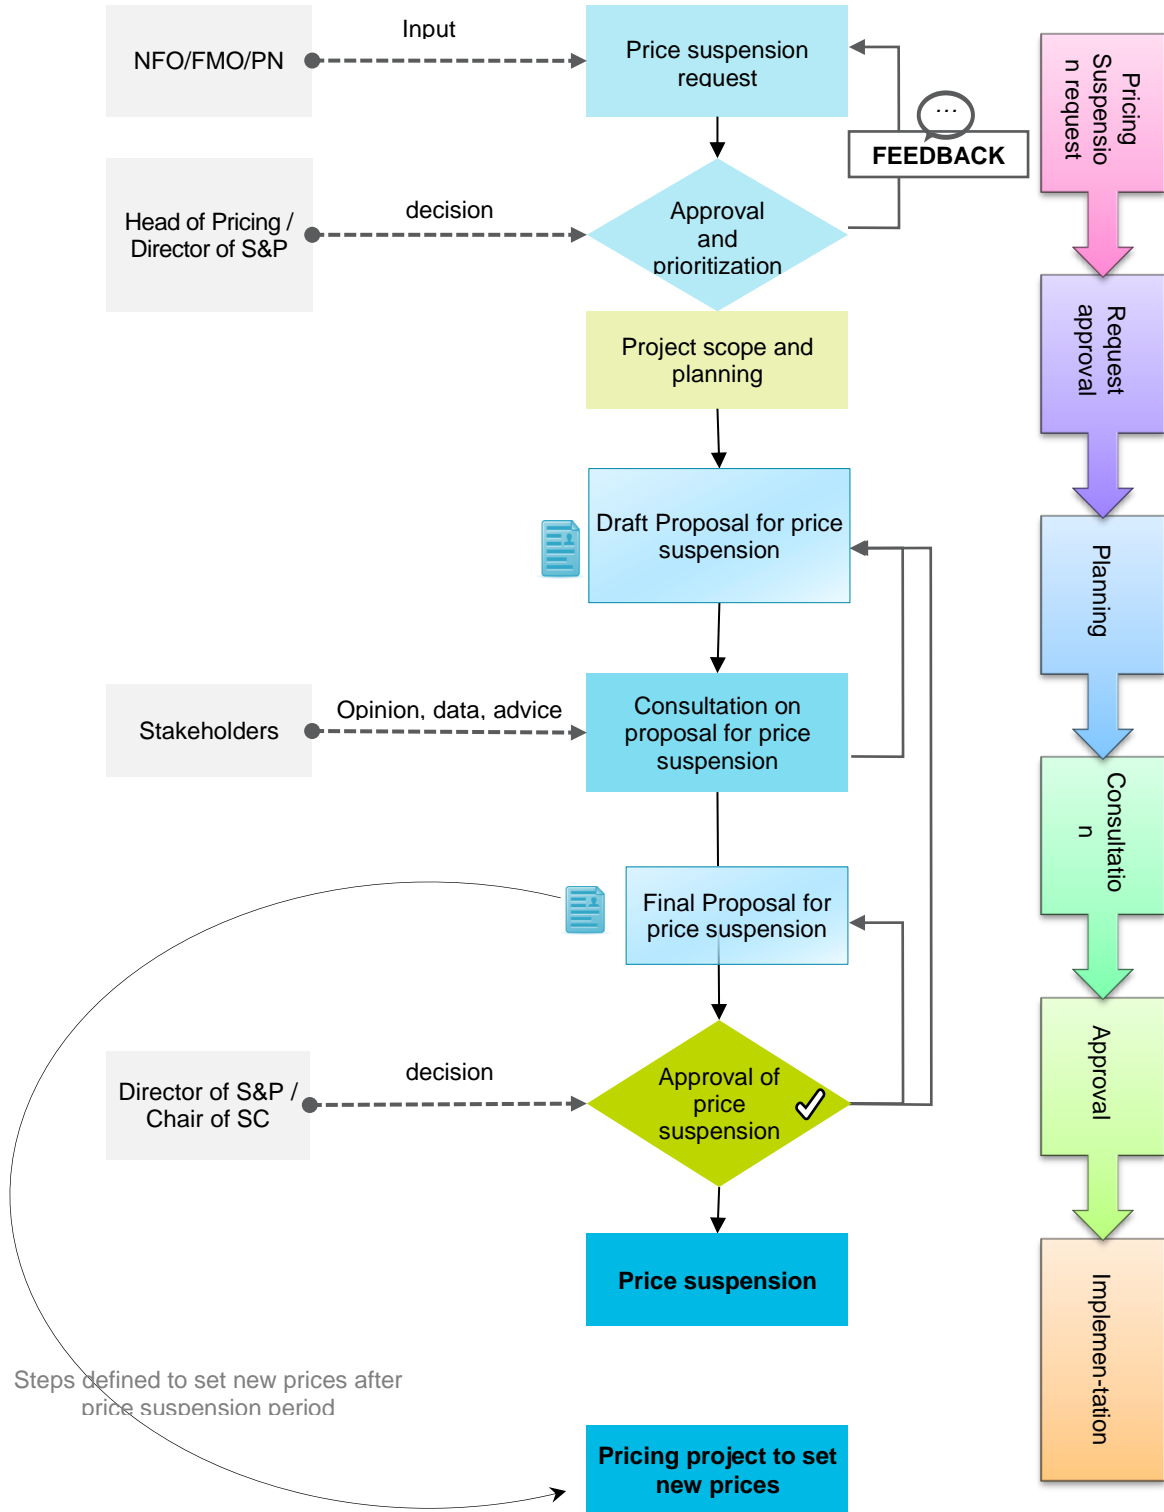 Input
NFO/FMO/PN
Price suspension
request
...
FEEDBACK
Head of Pricing /
Director of S&P
decision
Approval
and
prioritization
Project scope and
planning
Draft Proposal for price
suspension
Stakeholders
Opinion, data, advice
Consultation on
proposal for price
suspension
Final Proposal for
price suspension
Director of S&P /
Chair of SC
decision
Approval of
price
suspension
Price suspension
Steps defined to set new prices after
price suspension period
Pricing project to set
new prices
Pricing
Suspensio
n request
Request
approval
Planning
Consultatio
n
Approval
Implemen-tation